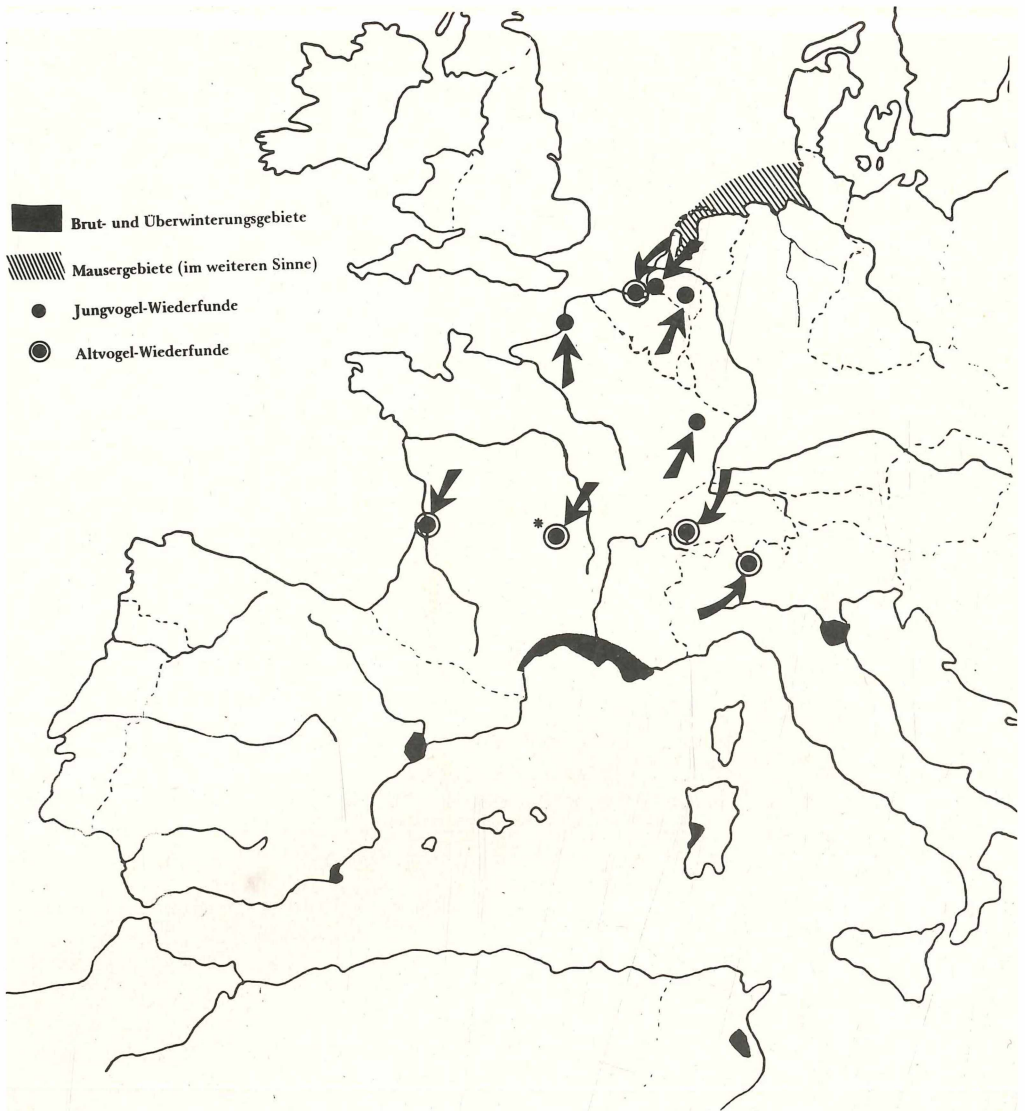 Brut- und Überwinterungsgebiete
Mausergebiete (im weiteren Sinne)
Jungvogel-Wiederfunde
Altvogel-Wiederfunde
*